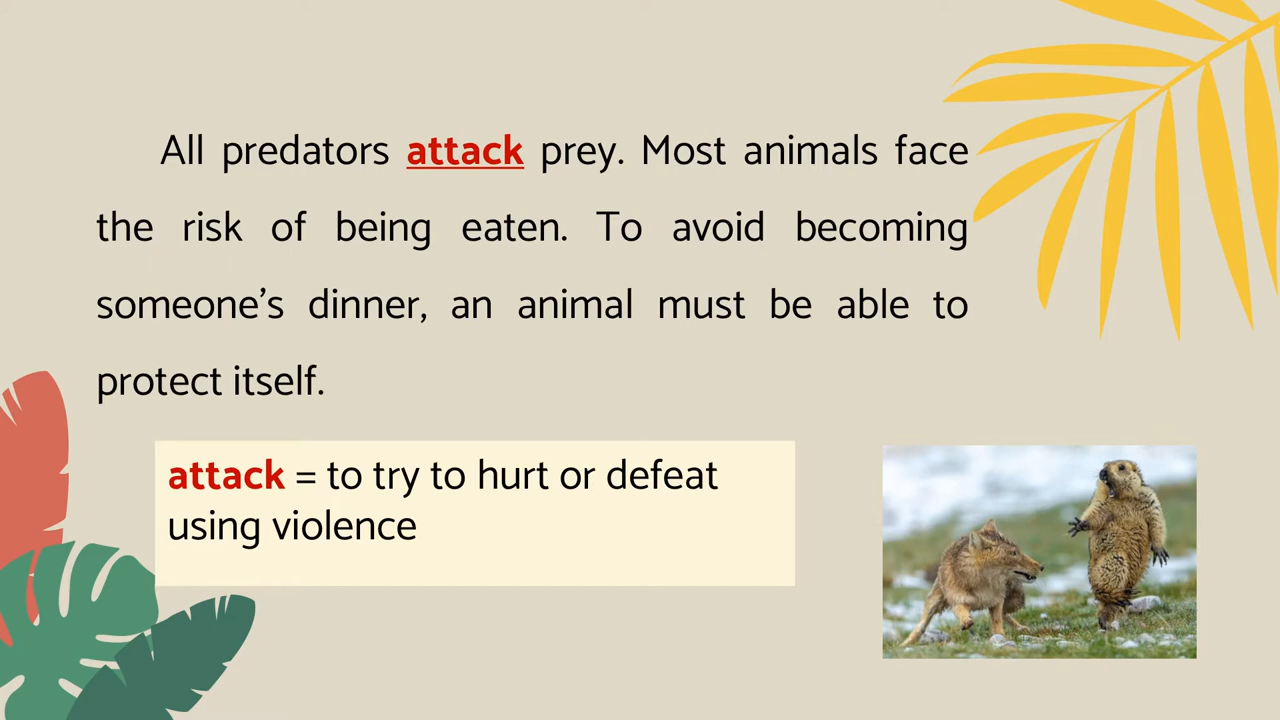 All predators attack prey. Most animals face
the risk of being eaten. To avoid becoming
someone’s dinner, an animal must be able to
protect itself.
attack = to try to hurt or defeat
using violence